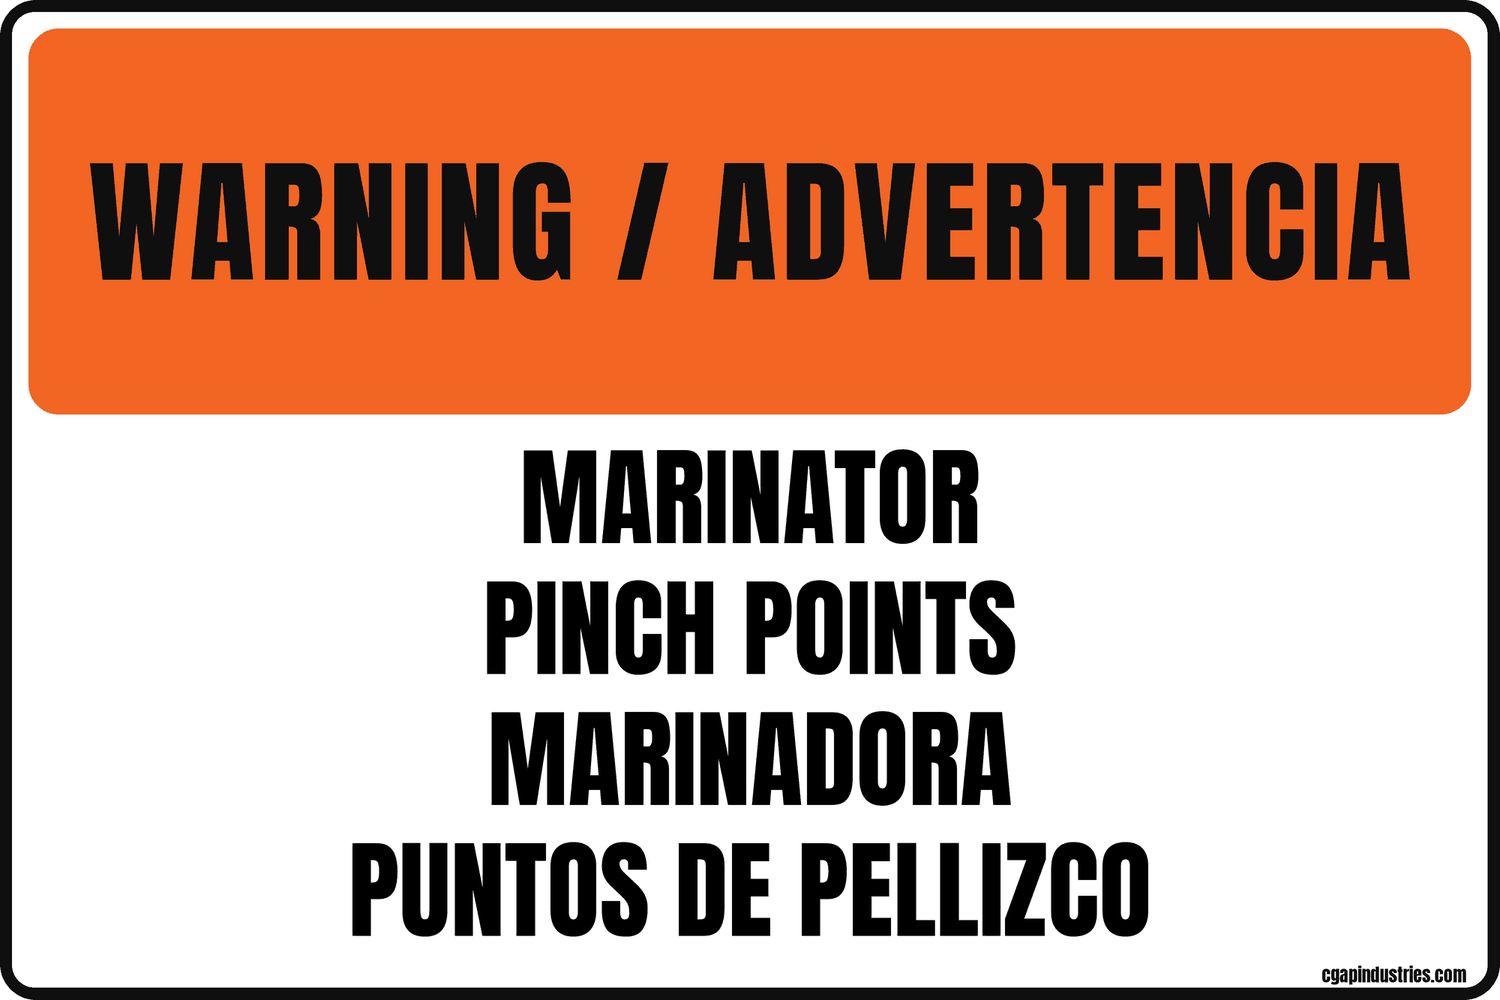 WARNING / ADVERTENCIA
MARINATOR
PINCH POINTS
MARINADORA
PUNTOS DE PELLIZCO
cgapindustries.com